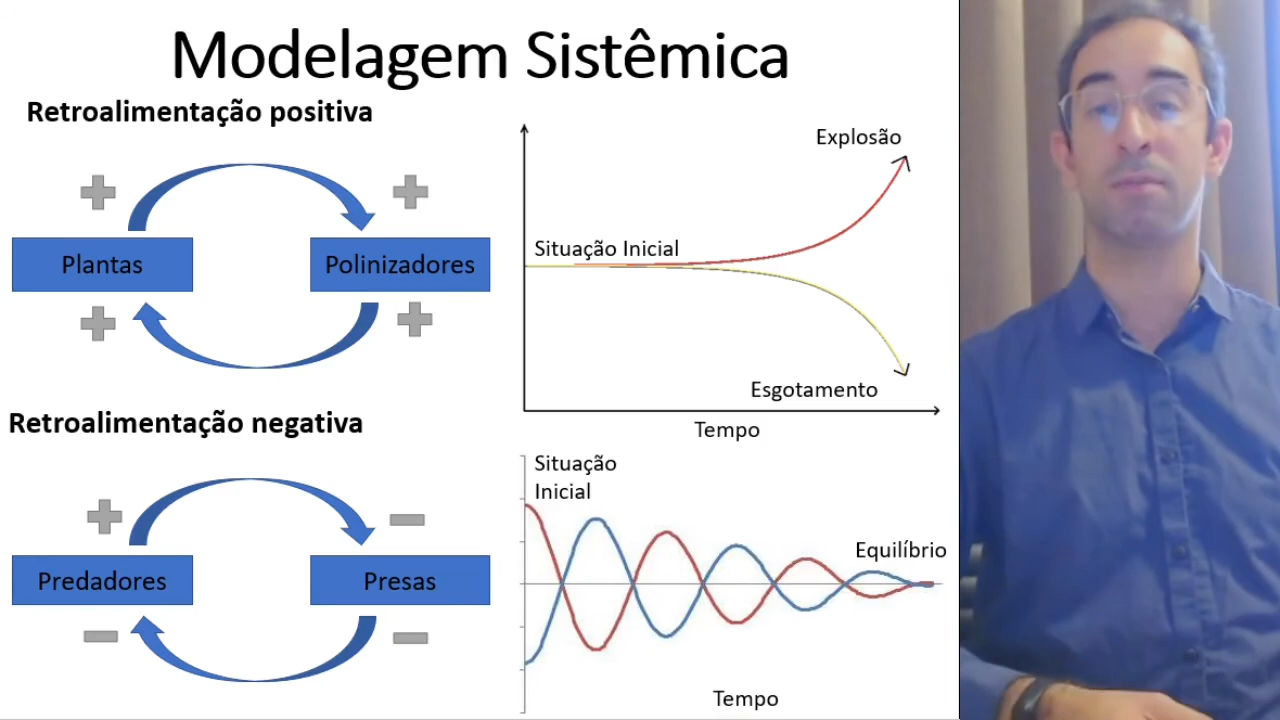 Modelagem Sistêmica
Retroalimentação positiva
Plantas
Polinizadores
Explosão
Situação Inicial
Esgotamento
Tempo
Retroalimentação negativa
Predadores
Presas
Situação
Inicial
Equilíbrio
Tempo